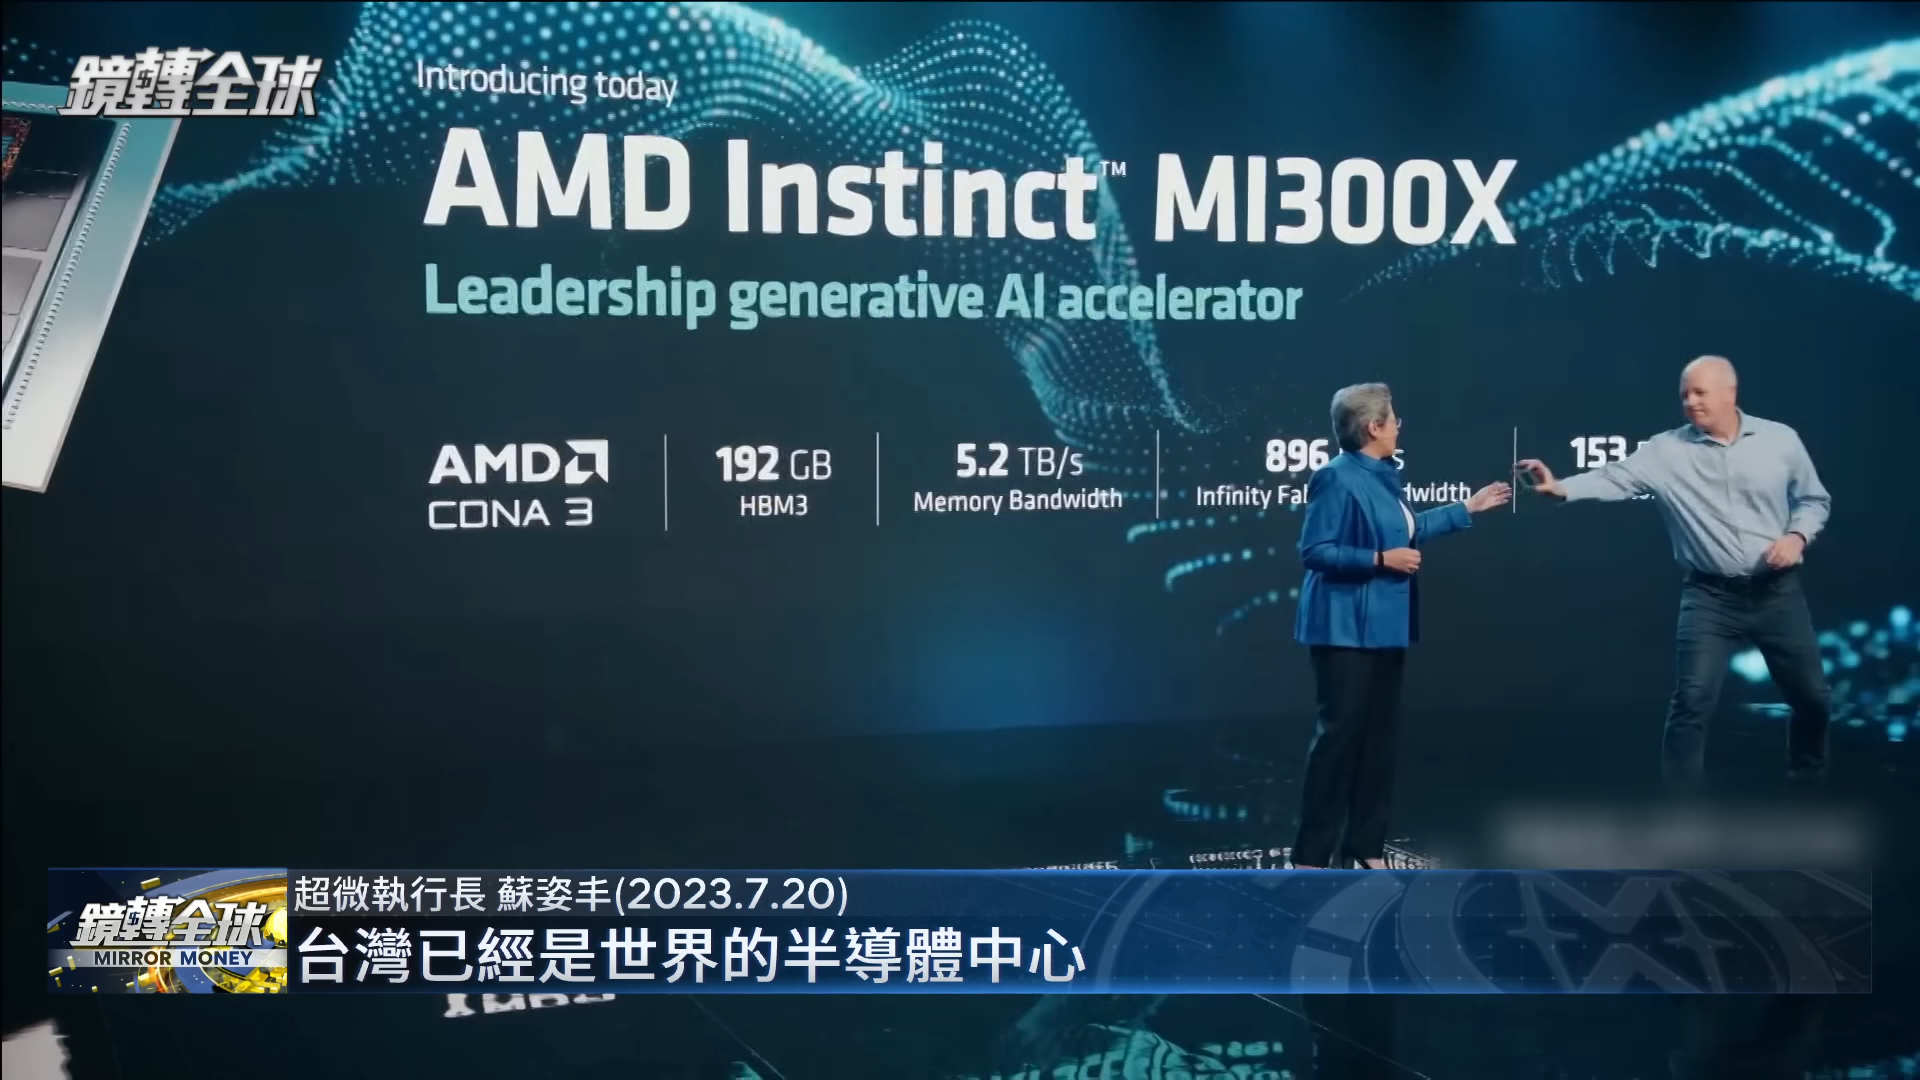 鏡轉全球
Introducing today
AMD Instinct™ MI300X
Leadership generative AI accelerator
AMD
CDNA 3
192 GB
HBM3
5.2 TB/s
Memory Bandwidth
896
Infinity
153
超微執行長 蘇姿丰(2023.7.20)
台灣已經是世界的半導體中心
鏡轉全球
MIRROR MONEY